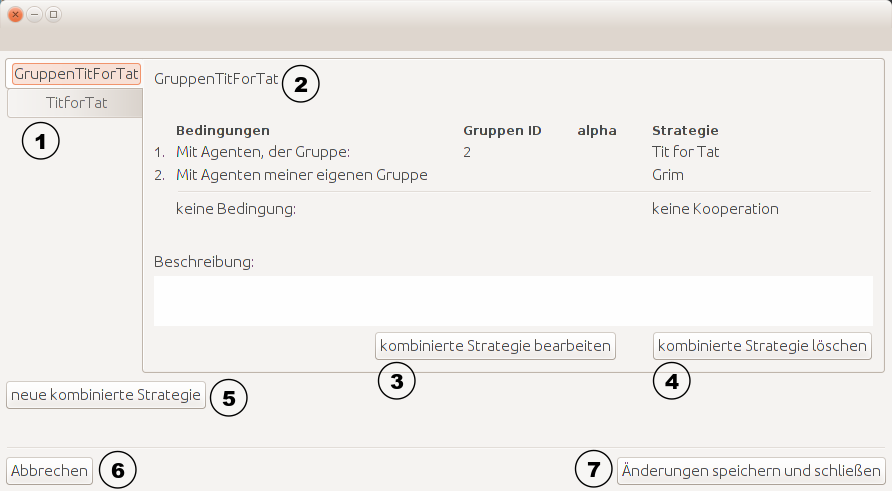 GruppenTitForTat
TitforTat
1
GruppenTitForTat 2
Bedingungen Gruppen ID alpha Strategie
1. Mit Agenten, der Gruppe: 2 Tit for Tat
2. Mit Agenten meiner eigenen Gruppe Grim
keine Bedingung: keine Kooperation
Beschreibung:
kombinierte Strategie bearbeiten kombinierte Strategie löschen
3 4
neue kombinierte Strategie 5
Abbrechen 6 7 Änderungen speichern und schließen